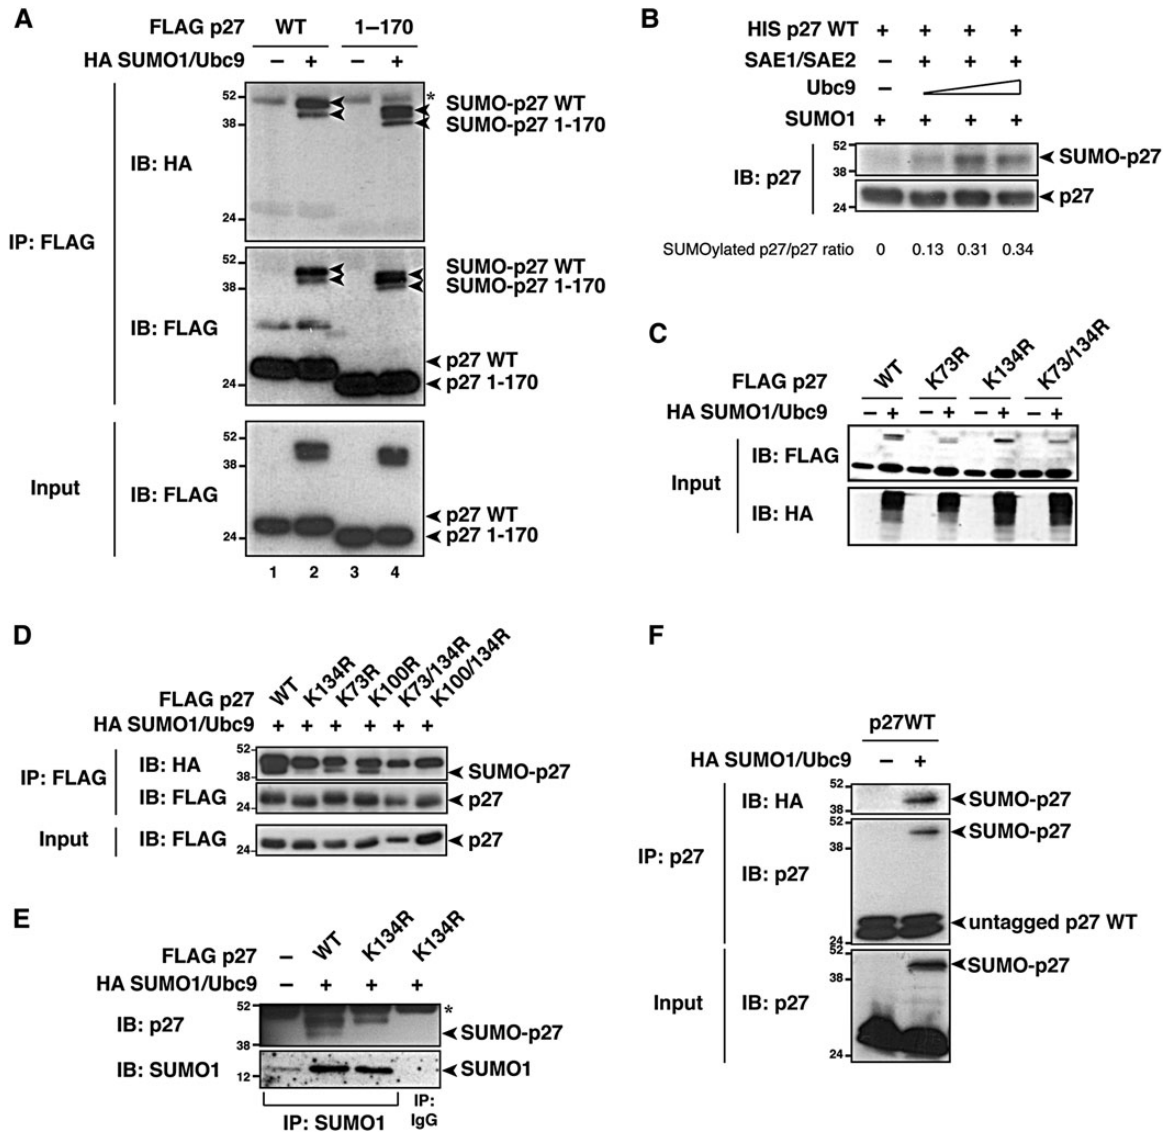 A
FLAG p27 WT 1–170
HA SUMO1/Ubc9 – + – +
IP: FLAG
IB: HA
52
38
24
*
SUMO-p27 WT
SUMO-p27 1-170
IB: FLAG
52
38
24
SUMO-p27 WT
SUMO-p27 1-170
p27 WT
p27 1-170
Input
IB: FLAG
52
38
24
p27 WT
p27 1-170
1 2 3 4
B
HIS p27 WT + + + +
SAE1/SAE2 – + + +
Ubc9 –
SUMO1 + + + +
IB: p27
52
38
SUMO-p27
24
p27
SUMOylated p27/p27 ratio 0 0.13 0.31 0.34
C
FLAG p27 WT K73R K134R K73/134R
HA SUMO1/Ubc9 – + – + – + – +
Input
IB: FLAG
IB: HA
D
FLAG p27 WT K134R K73R K100R K73/134R K100/134R
HA SUMO1/Ubc9 + + + + + +
IP: FLAG
IB: HA
52
38
SUMO-p27
IB: FLAG
24
p27
Input
IB: FLAG
24
p27
E
FLAG p27 – WT K134R K134R
HA SUMO1/Ubc9 – + + +
IB: p27
52
38
*
SUMO-p27
IB: SUMO1
12
SUMO1
IP: SUMO1
IP:
IgG
F
p27WT
HA SUMO1/Ubc9 – +
IP: p27
IB: HA
52
38
SUMO-p27
IB: p27
52
38
24
SUMO-p27
untagged p27 WT
Input
IB: p27
52
38
24
SUMO-p27